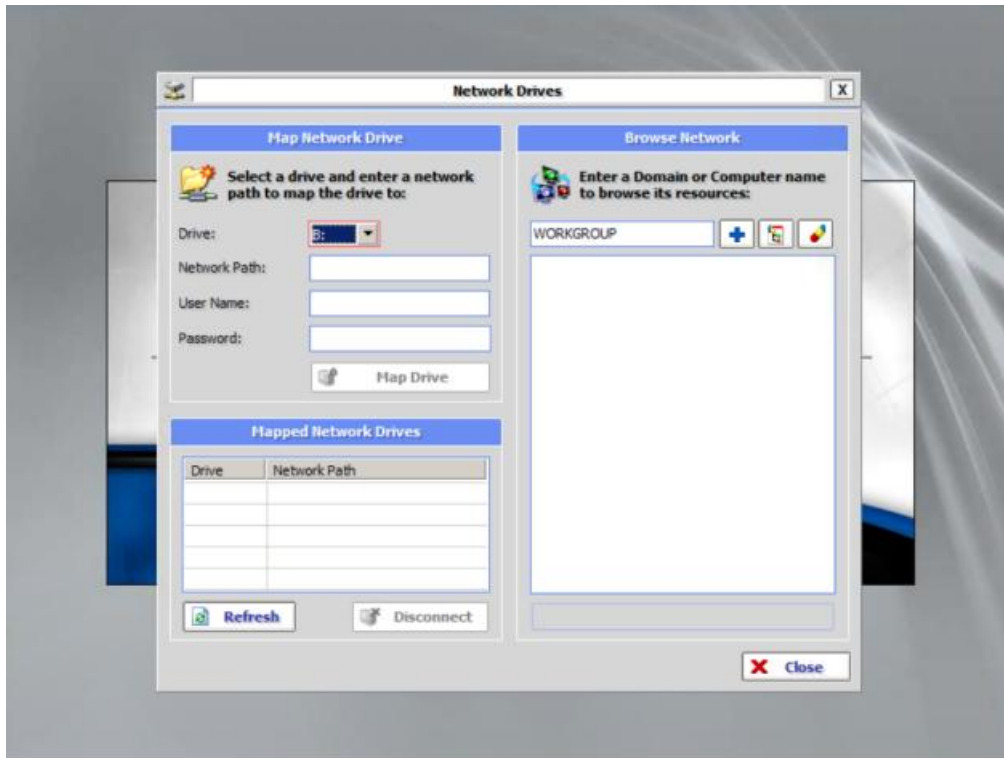 Network Drives
X
Map Network Drive
Select a drive and enter a network
path to map the drive to:
Drive:
B:
Network Path:
User Name:
Password:
Map Drive
Mapped Network Drives
Drive
Network Path
Refresh
Disconnect
Browse Network
Enter a Domain or Computer name
to browse its resources:
WORKGROUP
Close